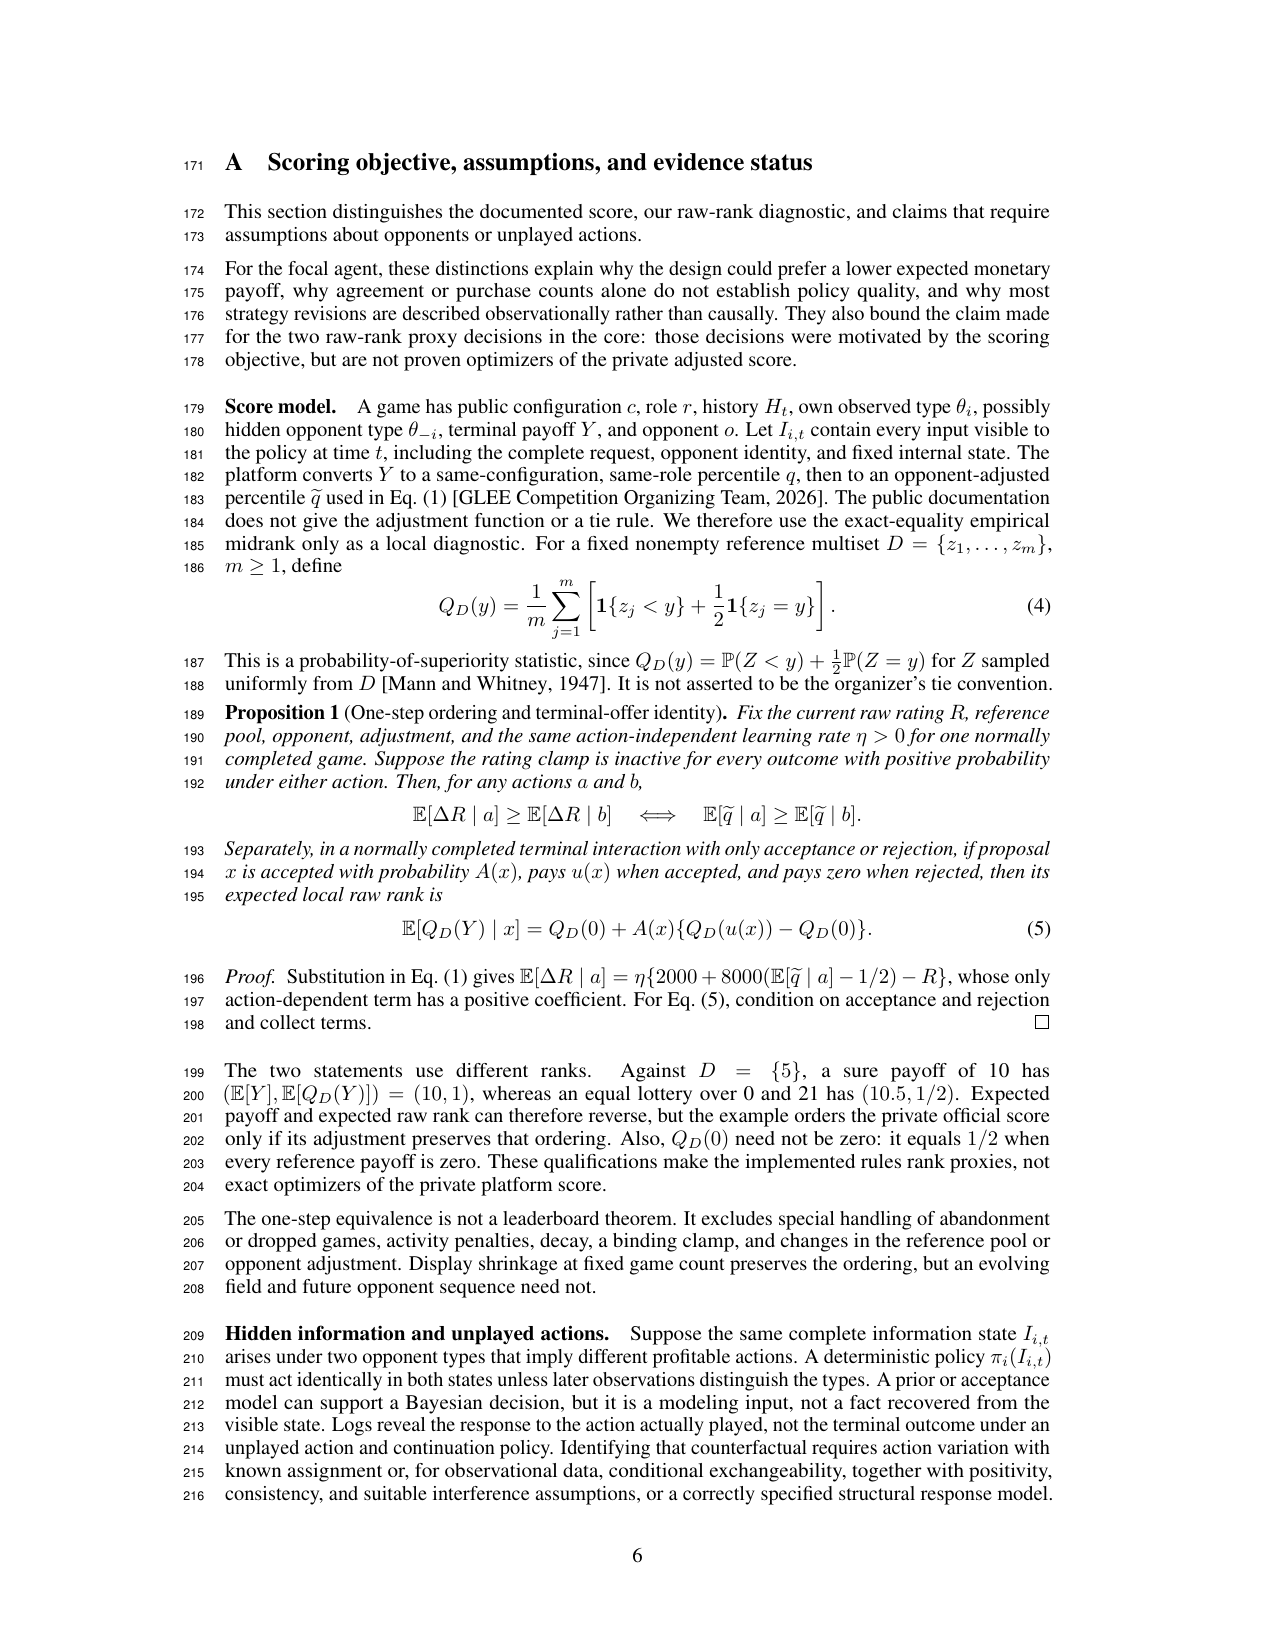 171 A Scoring objective, assumptions, and evidence status
172 This section distinguishes the documented score, our raw-rank diagnostic, and claims that require
173 assumptions about opponents or unplayed actions.
174 For the focal agent, these distinctions explain why the design could prefer a lower expected monetary
175 payoff, why agreement or purchase counts alone do not establish policy quality, and why most
176 strategy revisions are described observationally rather than causally. They also bound the claim made
177 for the two raw-rank proxy decisions in the core: those decisions were motivated by the scoring
178 objective, but are not proven optimizers of the private adjusted score.
179 Score model. A game has public configuration c, role r, history H_t, own observed type θ_i, possibly
180 hidden opponent type θ_{−i}, terminal payoff Y, and opponent o. Let I_{i,t} contain every input visible to
181 the policy at time t, including the complete request, opponent identity, and fixed internal state. The
182 platform converts Y to a same-configuration, same-role percentile q, then to an opponent-adjusted
183 percentile q̃ used in Eq. (1) [GLEE Competition Organizing Team, 2026]. The public documentation
184 does not give the adjustment function or a tie rule. We therefore use the exact-equality empirical
185 midrank only as a local diagnostic. For a fixed nonempty reference multiset D = {z_1, . . . , z_m},
186 m ≥ 1, define
Q_D(y) = \frac{1}{m} \sum_{j=1}^{m} [ 1{z_j < y} + \frac{1}{2} 1{z_j = y} ] . (4)
187 This is a probability-of-superiority statistic, since Q_D(y) = ℙ(Z < y) + ½ℙ(Z = y) for Z sampled
188 uniformly from D [Mann and Whitney, 1947]. It is not asserted to be the organizer's tie convention.
189 Proposition 1 (One-step ordering and terminal-offer identity). Fix the current raw rating R, reference
190 pool, opponent, adjustment, and the same action-independent learning rate η > 0 for one normally
191 completed game. Suppose the rating clamp is inactive for every outcome with positive probability
192 under either action. Then, for any actions a and b,
𝔼[ΔR | a] ≥ 𝔼[ΔR | b] ⟺ 𝔼[q̃ | a] ≥ 𝔼[q̃ | b].
193 Separately, in a normally completed terminal interaction with only acceptance or rejection, if proposal
194 x is accepted with probability A(x), pays u(x) when accepted, and pays zero when rejected, then its
195 expected local raw rank is
𝔼[Q_D(Y) | x] = Q_D(0) + A(x){Q_D(u(x)) − Q_D(0)}. (5)
196 Proof. Substitution in Eq. (1) gives 𝔼[ΔR | a] = η{2000 + 8000(𝔼[q̃ | a] − 1/2) − R}, whose only
197 action-dependent term has a positive coefficient. For Eq. (5), condition on acceptance and rejection
198 and collect terms. □
199 The two statements use different ranks. Against D = {5}, a sure payoff of 10 has
200 (𝔼[Y], 𝔼[Q_D(Y)]) = (10, 1), whereas an equal lottery over 0 and 21 has (10.5, 1/2). Expected
201 payoff and expected raw rank can therefore reverse, but the example orders the private official score
202 only if its adjustment preserves that ordering. Also, Q_D(0) need not be zero: it equals 1/2 when
203 every reference payoff is zero. These qualifications make the implemented rules rank proxies, not
204 exact optimizers of the private platform score.
205 The one-step equivalence is not a leaderboard theorem. It excludes special handling of abandonment
206 or dropped games, activity penalties, decay, a binding clamp, and changes in the reference pool or
207 opponent adjustment. Display shrinkage at fixed game count preserves the ordering, but an evolving
208 field and future opponent sequence need not.
209 Hidden information and unplayed actions. Suppose the same complete information state I_{i,t}
210 arises under two opponent types that imply different profitable actions. A deterministic policy π_i(I_{i,t})
211 must act identically in both states unless later observations distinguish the types. A prior or acceptance
212 model can support a Bayesian decision, but it is a modeling input, not a fact recovered from the
213 visible state. Logs reveal the response to the action actually played, not the terminal outcome under an
214 unplayed action and continuation policy. Identifying that counterfactual requires action variation with
215 known assignment or, for observational data, conditional exchangeability, together with positivity,
216 consistency, and suitable interference assumptions, or a correctly specified structural response model.
6